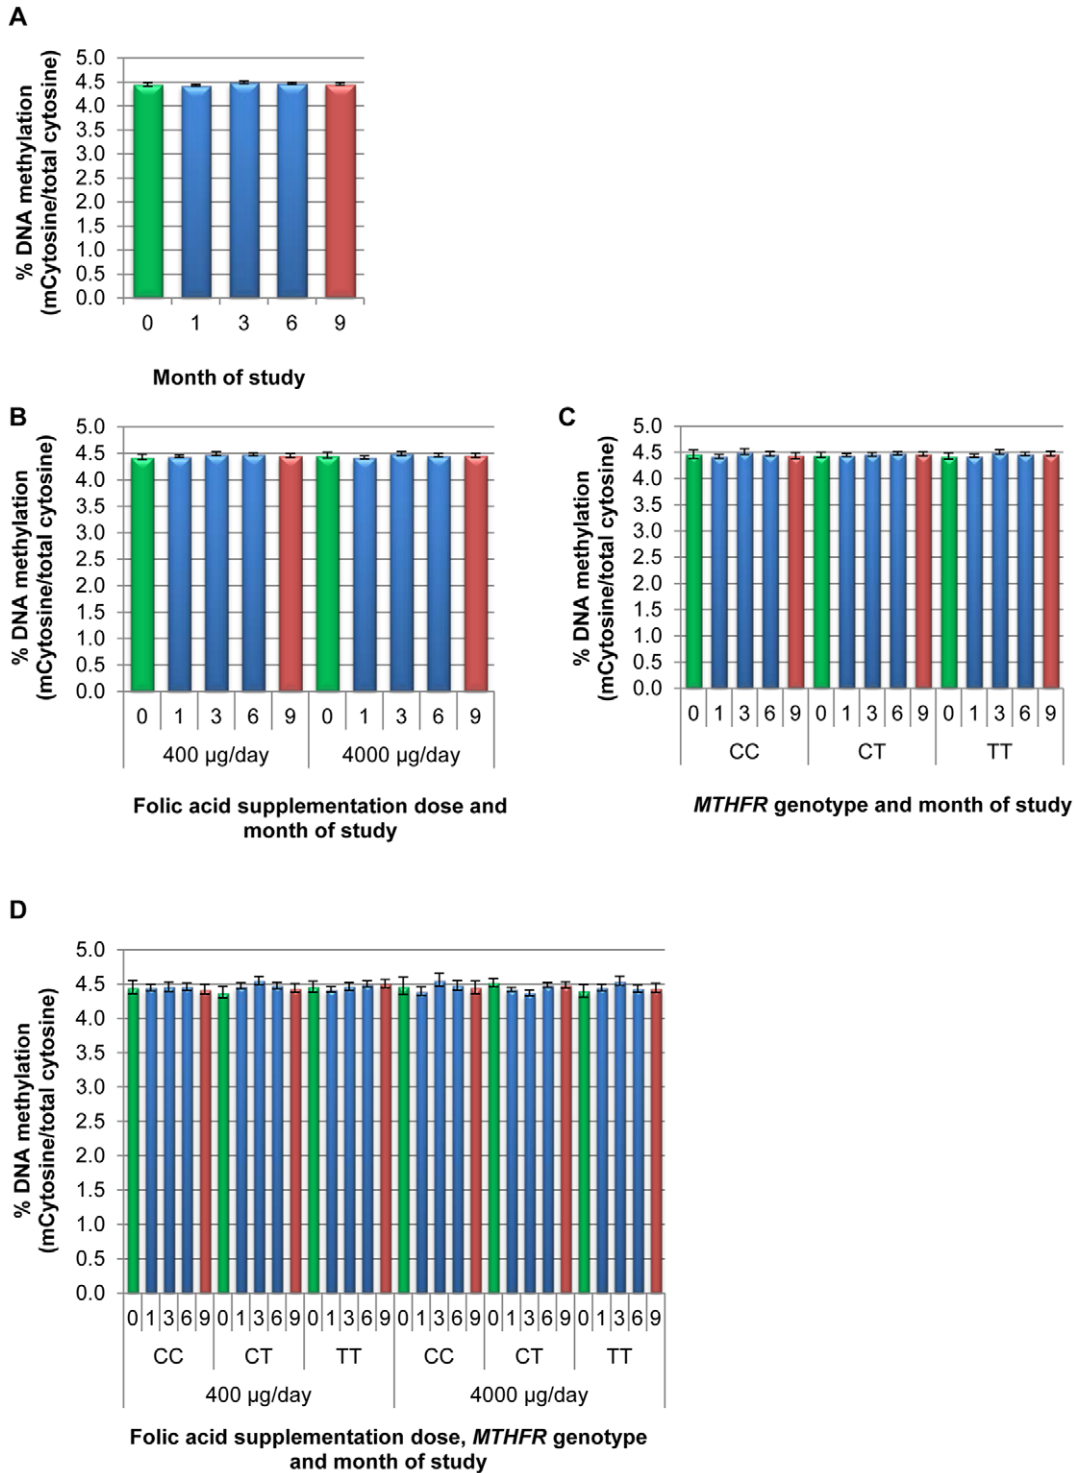 A
% DNA methylation
(mCytosine/total cytosine)
5.0
4.5
4.0
3.5
3.0
2.5
2.0
1.5
1.0
0.5
0.0
0 1 3 6 9
Month of study
B
% DNA methylation
(mCytosine/total cytosine)
5.0
4.5
4.0
3.5
3.0
2.5
2.0
1.5
1.0
0.5
0.0
0 1 3 6 9 0 1 3 6 9
400 µg/day 4000 µg/day
Folic acid supplementation dose and
month of study
C
% DNA methylation
(mCytosine/total cytosine)
5.0
4.5
4.0
3.5
3.0
2.5
2.0
1.5
1.0
0.5
0.0
0 1 3 6 9 0 1 3 6 9 0 1 3 6 9
CC CT TT
MTHFR genotype and month of study
D
% DNA methylation
(mCytosine/total cytosine)
5.0
4.5
4.0
3.5
3.0
2.5
2.0
1.5
1.0
0.5
0.0
0 1 3 6 9 0 1 3 6 9 0 1 3 6 9 0 1 3 6 9 0 1 3 6 9 0 1 3 6 9
CC CT TT CC CT TT
400 µg/day 4000 µg/day
Folic acid supplementation dose, MTHFR genotype
and month of study